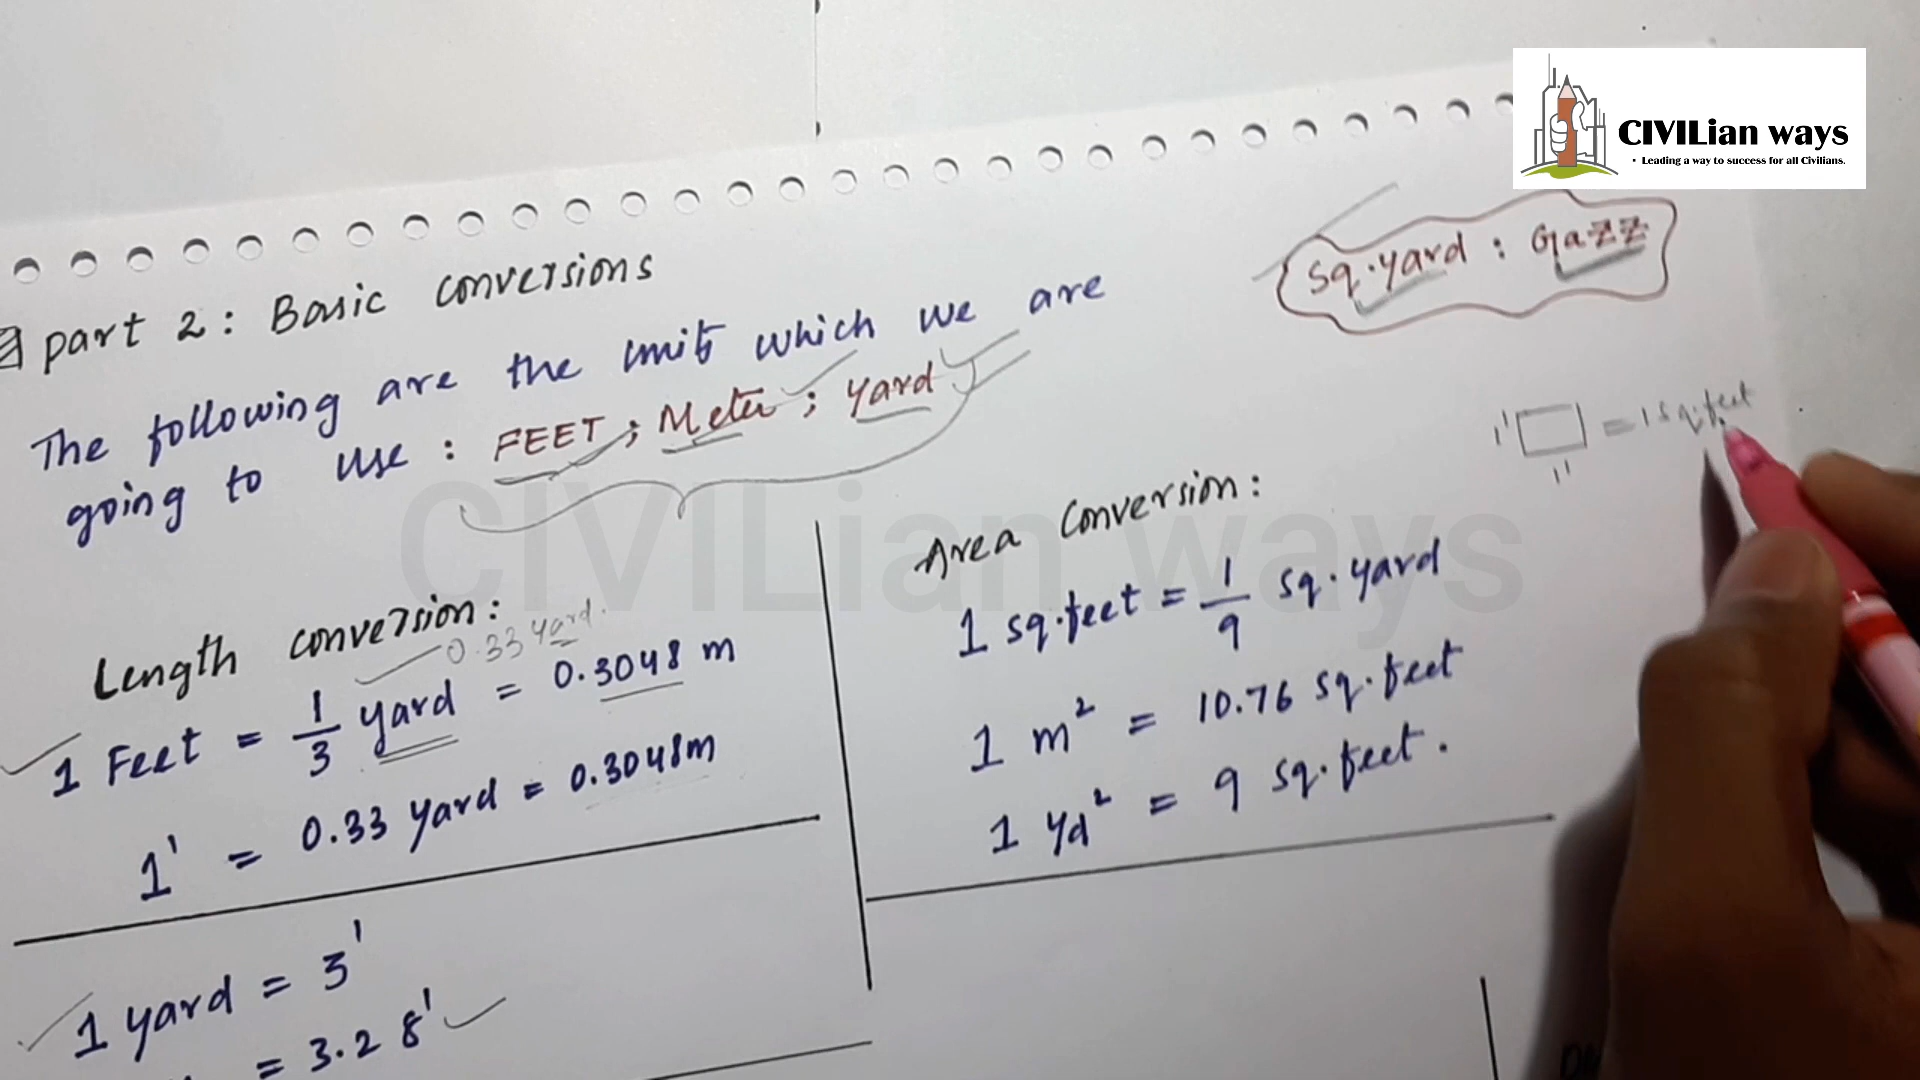 CIVILian ways
• Leading a way to success for all Civilians.
Sq.yard : GaZZ
Part 2: Basic conversions
The following are the units which we are
going to use : FEET ; Meter ; Yard
1' 1' = 1 sq.feet
CIVILian ways
Length conversion:
0.33 yard.
1 Feet = 1/3 yard = 0.3048 m
1' = 0.33 yard = 0.3048m
1 yard = 3'
= 3.28'
Area Conversion:
1 sq.feet = 1/9 sq.yard
1 m² = 10.76 sq.feet
1 Yd² = 9 sq.feet.